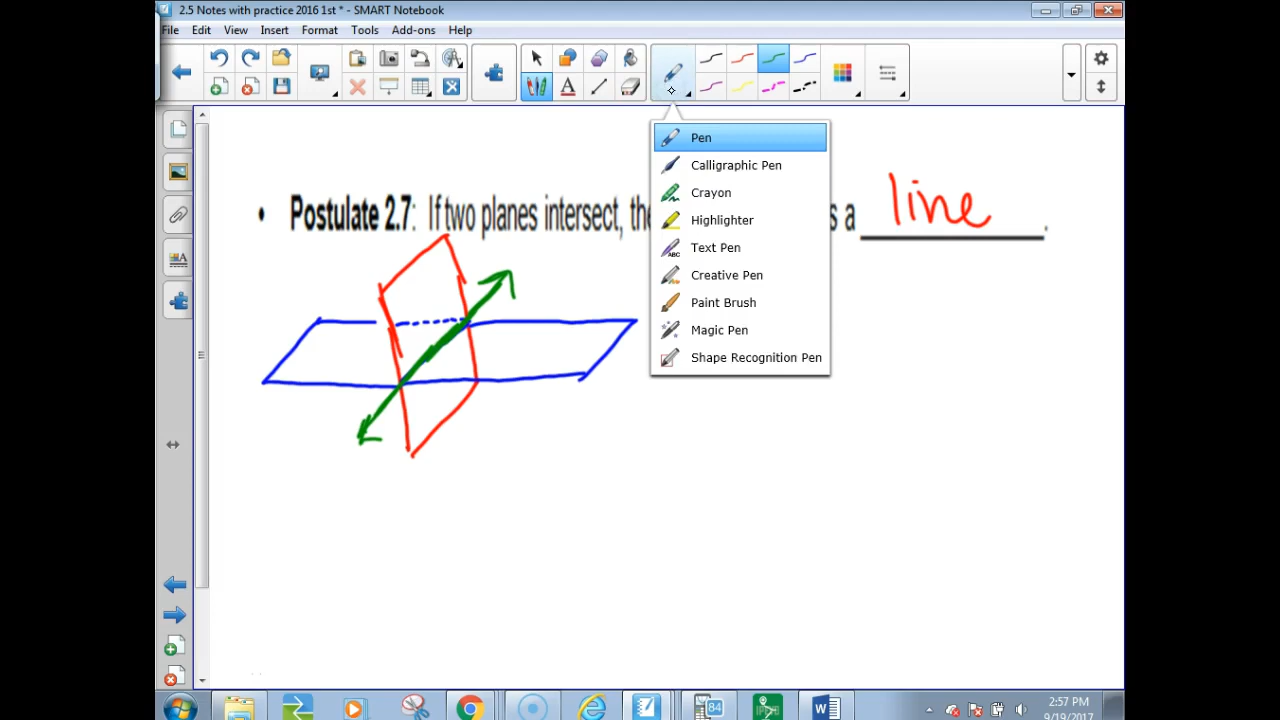 2.5 Notes with practice 2016 1st * - SMART Notebook
File Edit View Insert Format Tools Add-ons Help
Pen
Calligraphic Pen
Crayon
Highlighter
Text Pen
Creative Pen
Paint Brush
Magic Pen
Shape Recognition Pen
• Postulate 2.7: If two planes intersect, the s a line.
84
2:57 PM
9/19/2017